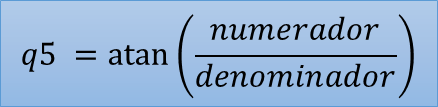 q5 = atan(numerador/denominador)